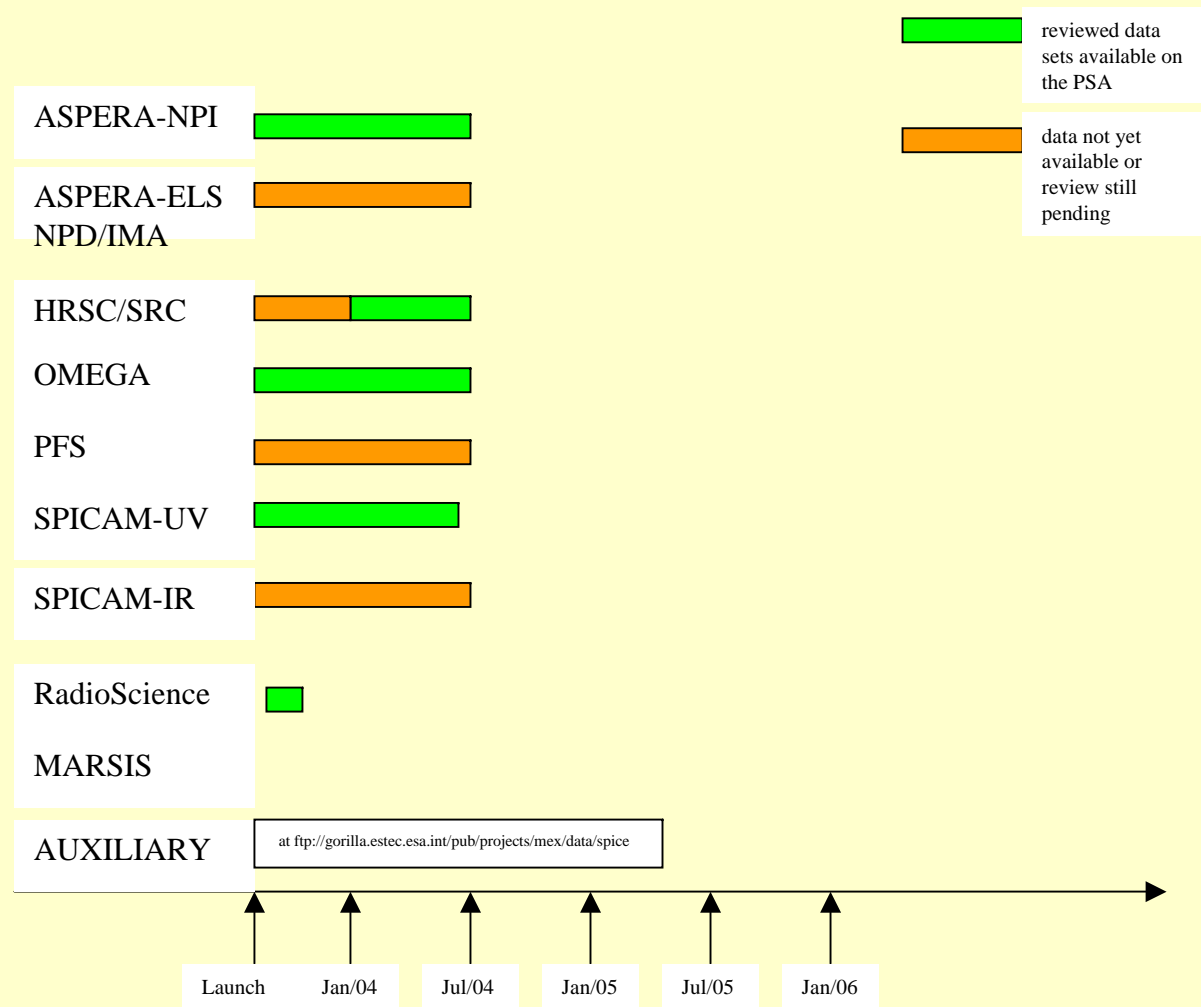 reviewed data
sets available on
the PSA
data not yet
available or
review still
pending
ASPERA-NPI
ASPERA-ELS
NPD/IMA
HRSC/SRC
OMEGA
PFS
SPICAM-UV
SPICAM-IR
RadioScience
MARSIS
AUXILIARY
at ftp://gorilla.estec.esa.int/pub/projects/mex/data/spice
Launch
Jan/04
Jul/04
Jan/05
Jul/05
Jan/06